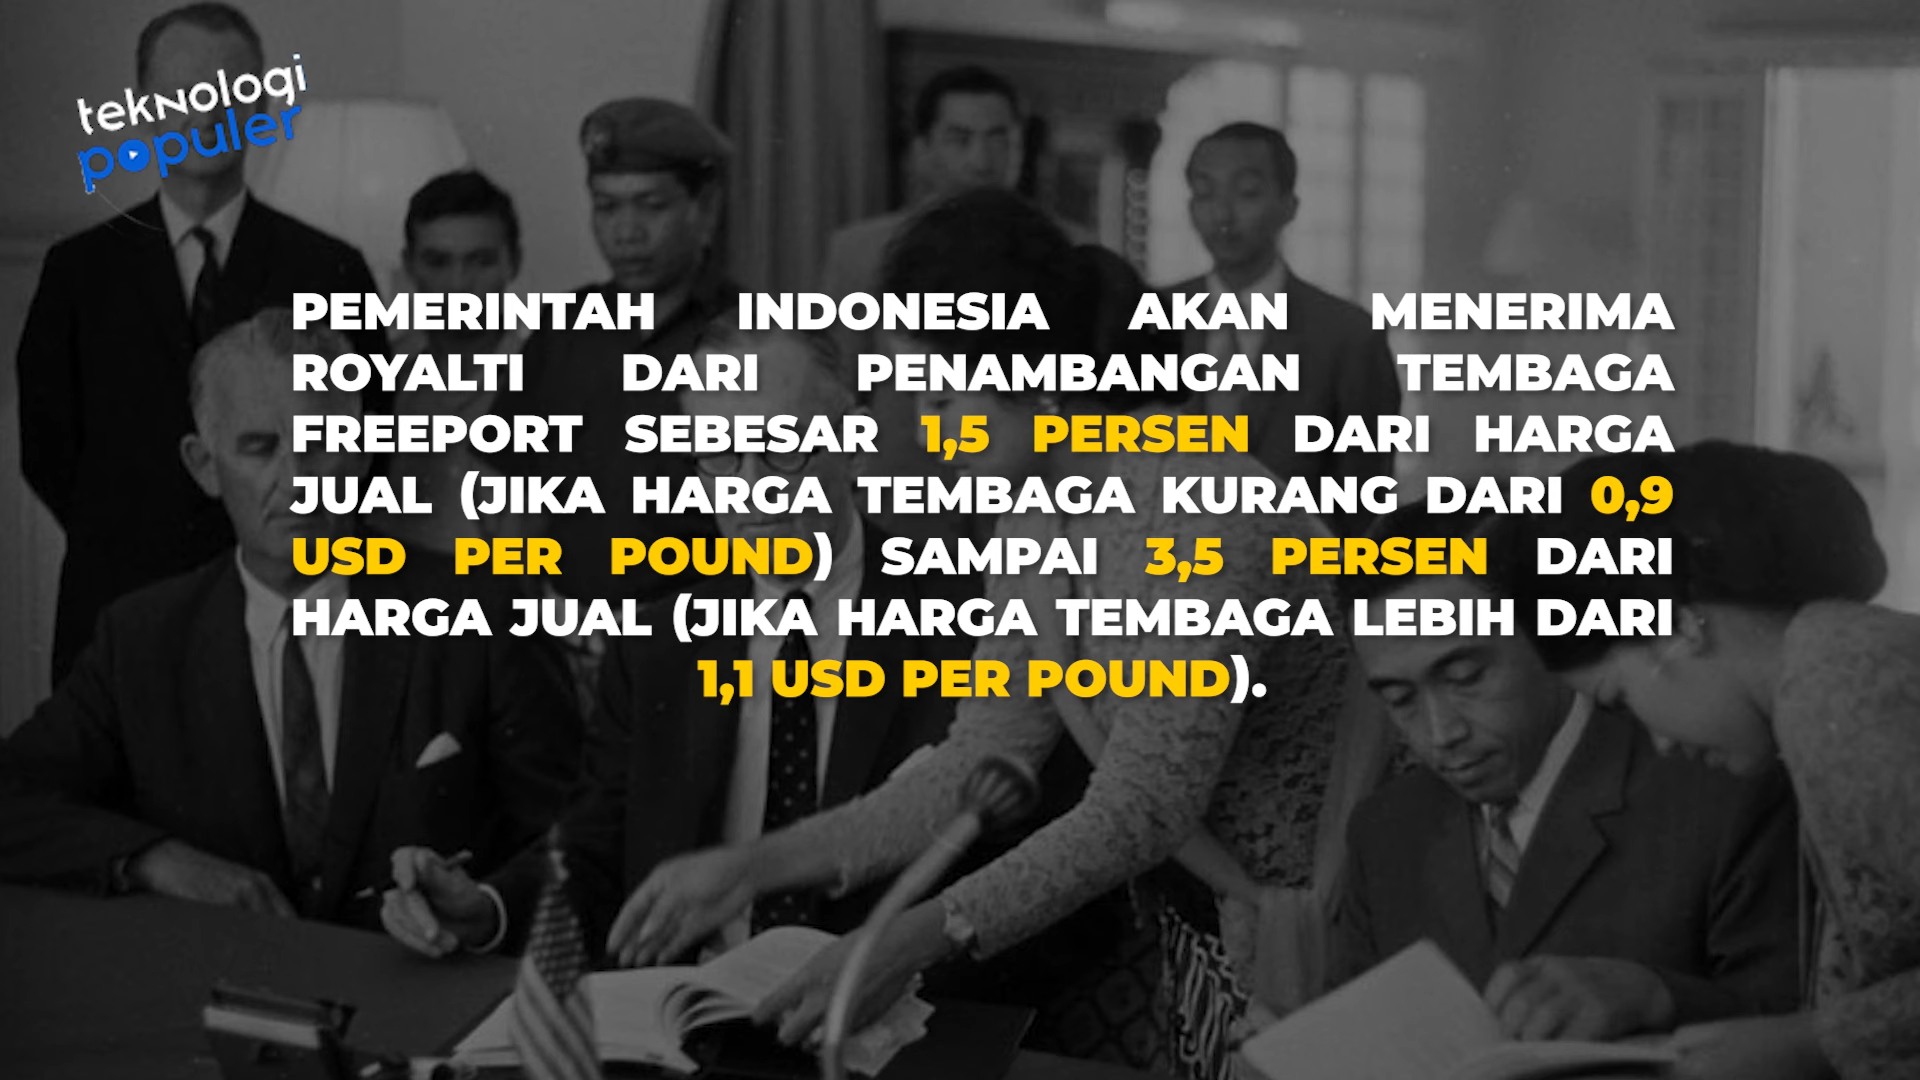 teknologi
populer
PEMERINTAH INDONESIA AKAN MENERIMA
ROYALTI DARI PENAMBANGAN TEMBAGA
FREEPORT SEBESAR 1,5 PERSEN DARI HARGA
JUAL (JIKA HARGA TEMBAGA KURANG DARI 0,9
USD PER POUND) SAMPAI 3,5 PERSEN DARI
HARGA JUAL (JIKA HARGA TEMBAGA LEBIH DARI
1,1 USD PER POUND).